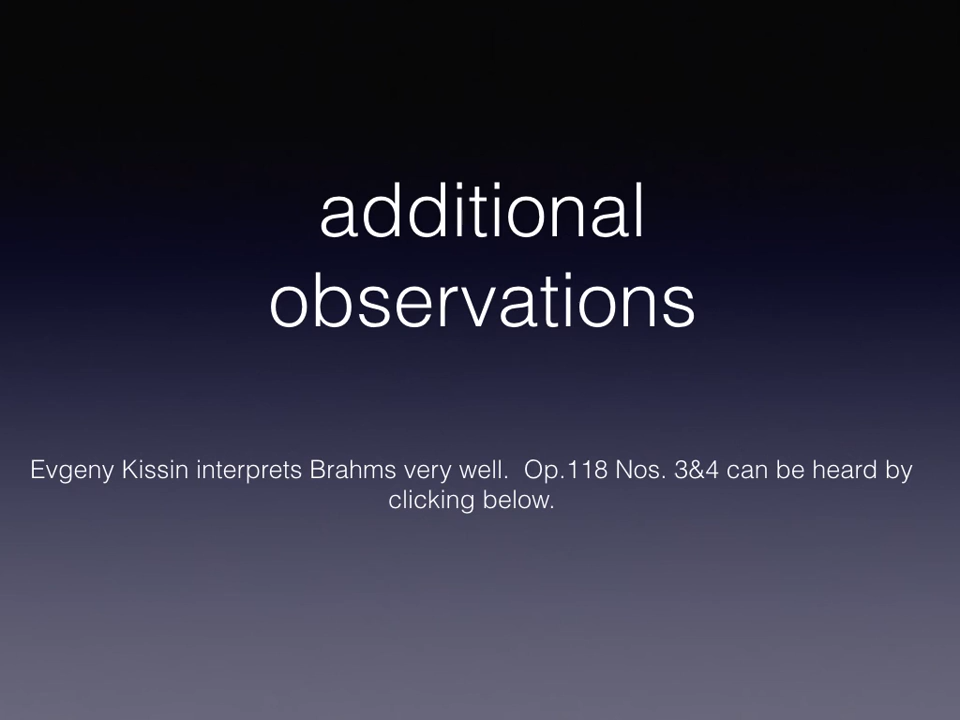 additional
observations
Evgeny Kissin interprets Brahms very well.  Op.118 Nos. 3&4 can be heard by
clicking below.